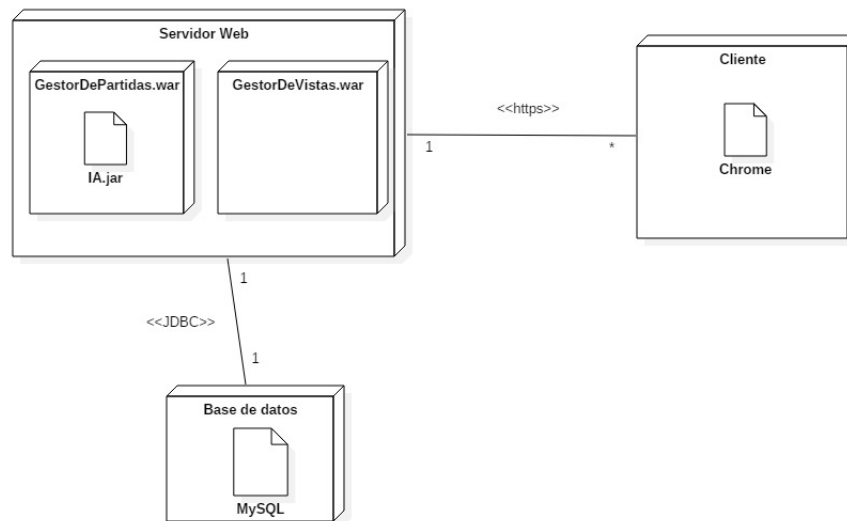 Servidor Web
GestorDePartidas.war
IA.jar
GestorDeVistas.war
<<https>>
1
*
Cliente
Chrome
1
<<JDBC>>
1
Base de datos
MySQL